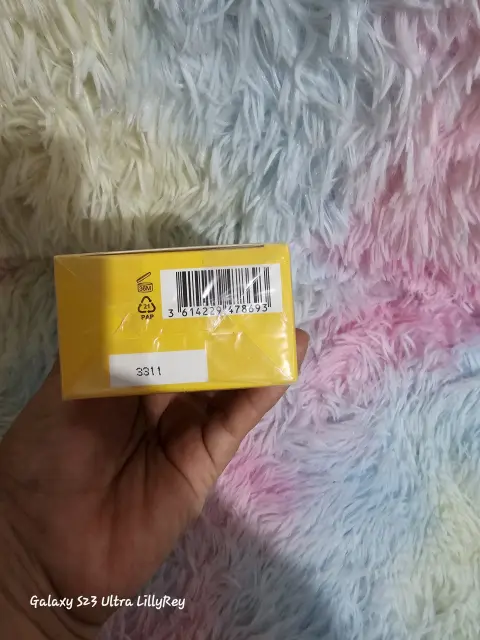 36M
21
PAP
3 614229 478693
3311
Galaxy S23 Ultra LillyRey